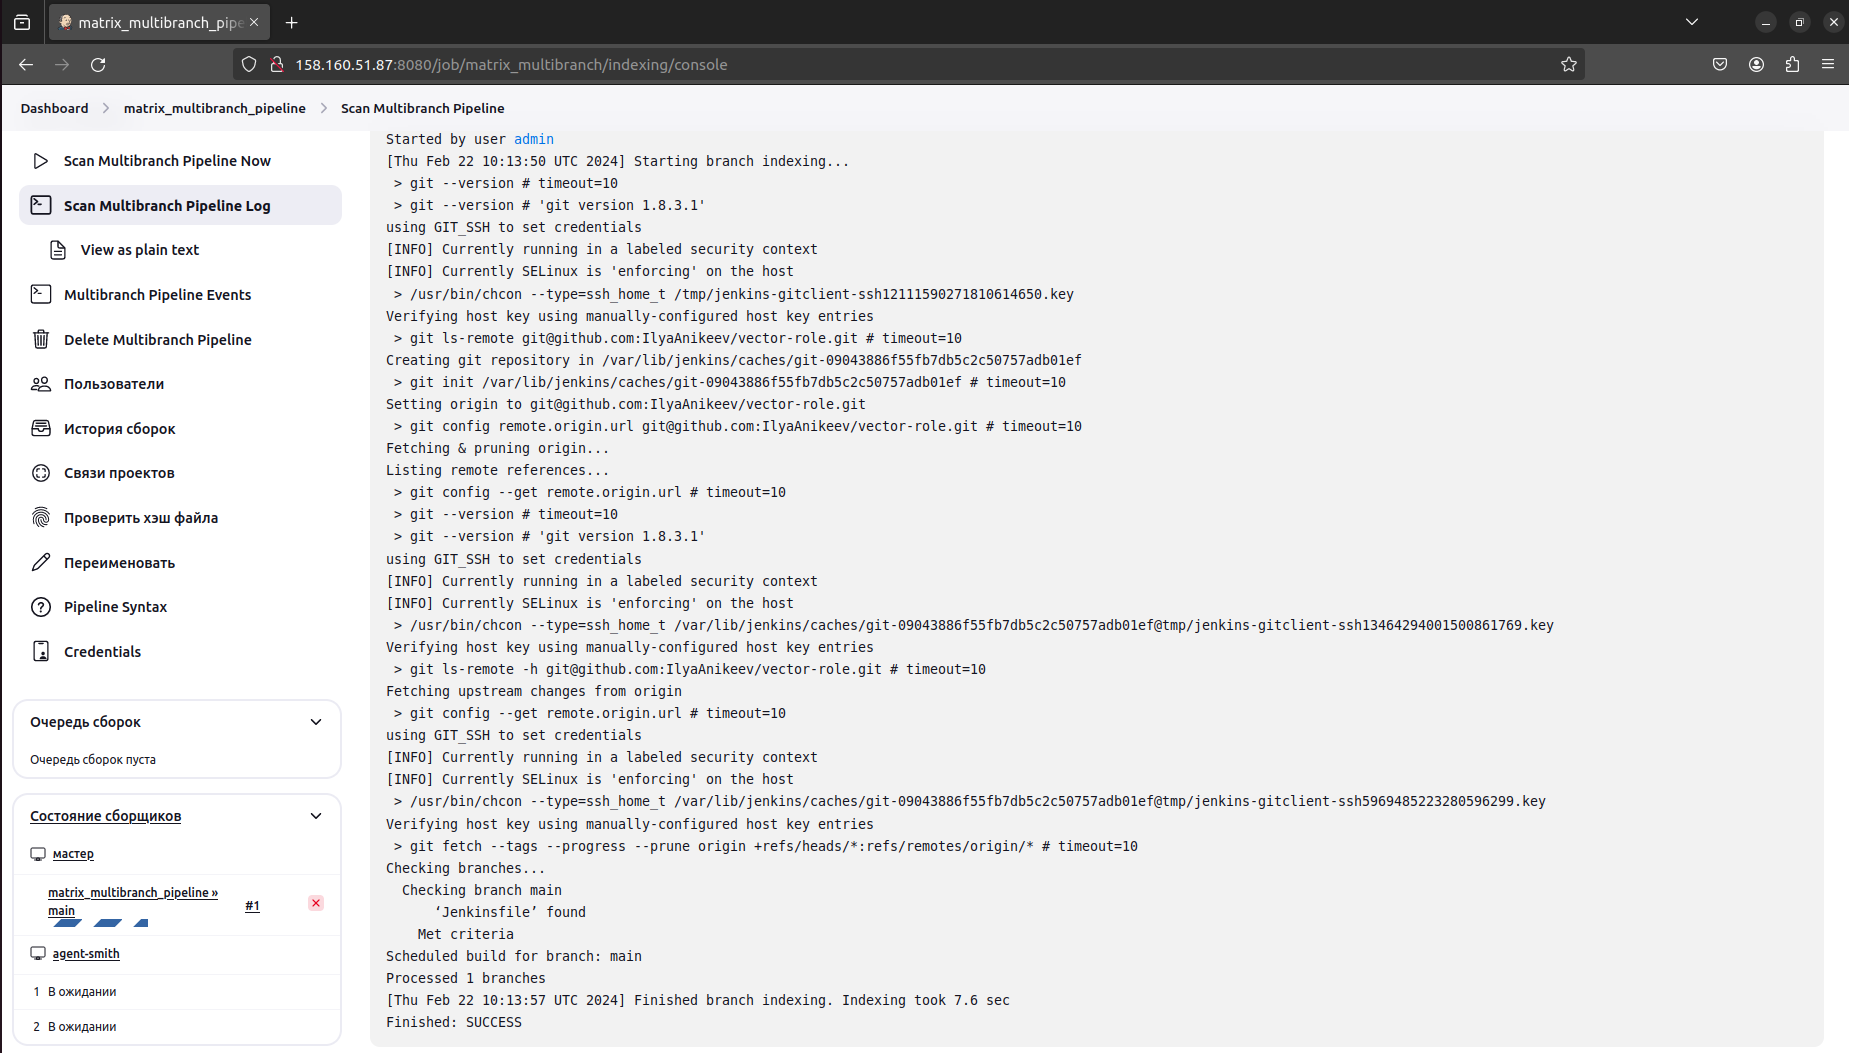 matrix_multibranch_pipe
158.160.51.87:8080/job/matrix_multibranch/indexing/console
Dashboard > matrix_multibranch_pipeline > Scan Multibranch Pipeline
Scan Multibranch Pipeline Now
Scan Multibranch Pipeline Log
View as plain text
Multibranch Pipeline Events
Delete Multibranch Pipeline
Пользователи
История сборок
Связи проектов
Проверить хэш файла
Переименовать
Pipeline Syntax
Credentials
Очередь сборок
Очередь сборок пуста
Состояние сборщиков
мастер
matrix_multibranch_pipeline »
main
#1
agent-smith
1 В ожидании
2 В ожидании
Started by user admin
[Thu Feb 22 10:13:50 UTC 2024] Starting branch indexing...
> git --version # timeout=10
> git --version # 'git version 1.8.3.1'
using GIT_SSH to set credentials
[INFO] Currently running in a labeled security context
[INFO] Currently SELinux is 'enforcing' on the host
> /usr/bin/chcon --type=ssh_home_t /tmp/jenkins-gitclient-ssh12111590271810614650.key
Verifying host key using manually-configured host key entries
> git ls-remote git@github.com:IlyaAnikeev/vector-role.git # timeout=10
Creating git repository in /var/lib/jenkins/caches/git-09043886f55fb7db5c2c50757adb01ef
> git init /var/lib/jenkins/caches/git-09043886f55fb7db5c2c50757adb01ef # timeout=10
Setting origin to git@github.com:IlyaAnikeev/vector-role.git
> git config remote.origin.url git@github.com:IlyaAnikeev/vector-role.git # timeout=10
Fetching & pruning origin...
Listing remote references...
> git config --get remote.origin.url # timeout=10
> git --version # timeout=10
> git --version # 'git version 1.8.3.1'
using GIT_SSH to set credentials
[INFO] Currently running in a labeled security context
[INFO] Currently SELinux is 'enforcing' on the host
> /usr/bin/chcon --type=ssh_home_t /var/lib/jenkins/caches/git-09043886f55fb7db5c2c50757adb01ef@tmp/jenkins-gitclient-ssh13464294001500861769.key
Verifying host key using manually-configured host key entries
> git ls-remote -h git@github.com:IlyaAnikeev/vector-role.git # timeout=10
Fetching upstream changes from origin
> git config --get remote.origin.url # timeout=10
using GIT_SSH to set credentials
[INFO] Currently running in a labeled security context
[INFO] Currently SELinux is 'enforcing' on the host
> /usr/bin/chcon --type=ssh_home_t /var/lib/jenkins/caches/git-09043886f55fb7db5c2c50757adb01ef@tmp/jenkins-gitclient-ssh5969485223280596299.key
Verifying host key using manually-configured host key entries
> git fetch --tags --progress --prune origin +refs/heads/*:refs/remotes/origin/* # timeout=10
Checking branches...
Checking branch main
‘Jenkinsfile’ found
Met criteria
Scheduled build for branch: main
Processed 1 branches
[Thu Feb 22 10:13:57 UTC 2024] Finished branch indexing. Indexing took 7.6 sec
Finished: SUCCESS